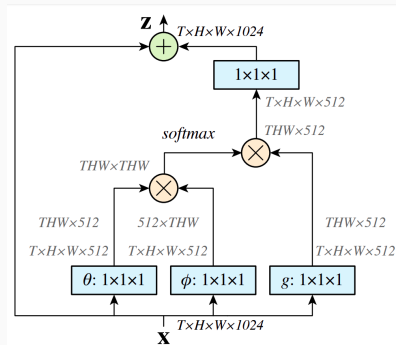 z
T×H×W×1024
+
1×1×1
T×H×W×512
THW×512
softmax
×
THW×THW
×
THW×512
512×THW
THW×512
T×H×W×512
T×H×W×512
T×H×W×512
θ: 1×1×1
ϕ: 1×1×1
g: 1×1×1
x
T×H×W×1024